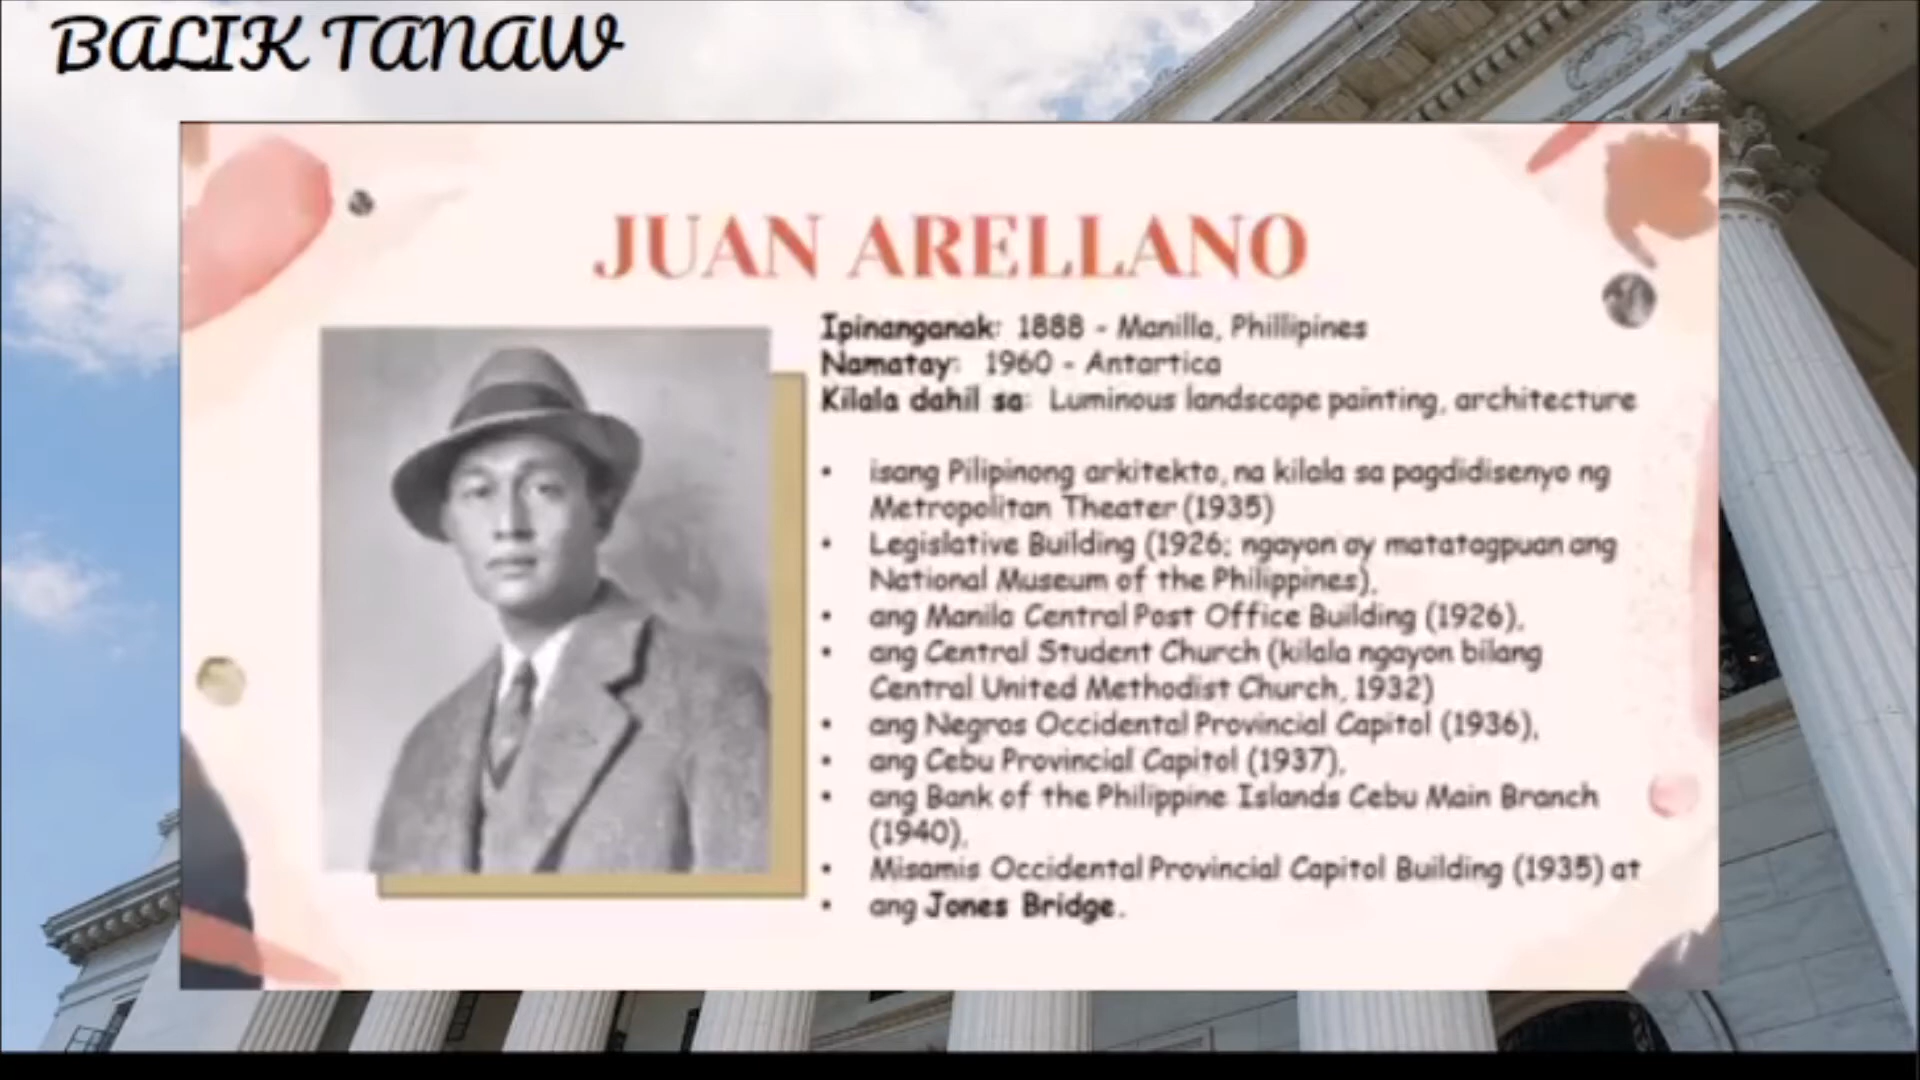 BALIK TANAW
JUAN ARELLANO
Ipinanganak: 1888 - Manilla, Phillipines
Namatay: 1960 - Antartica
Kilala dahil sa: Luminous landscape painting, architecture
• isang Pilipinong arkitekto, na kilala sa pagdidisenyo ng
Metropolitan Theater (1935)
• Legislative Building (1926; ngayon ay matatagpuan ang
National Museum of the Philippines),
• ang Manila Central Post Office Building (1926),
• ang Central Student Church (kilala ngayon bilang
Central United Methodist Church, 1932)
• ang Negros Occidental Provincial Capitol (1936),
• ang Cebu Provincial Capitol (1937),
• ang Bank of the Philippine Islands Cebu Main Branch
(1940),
• Misamis Occidental Provincial Capitol Building (1935) at
• ang Jones Bridge.